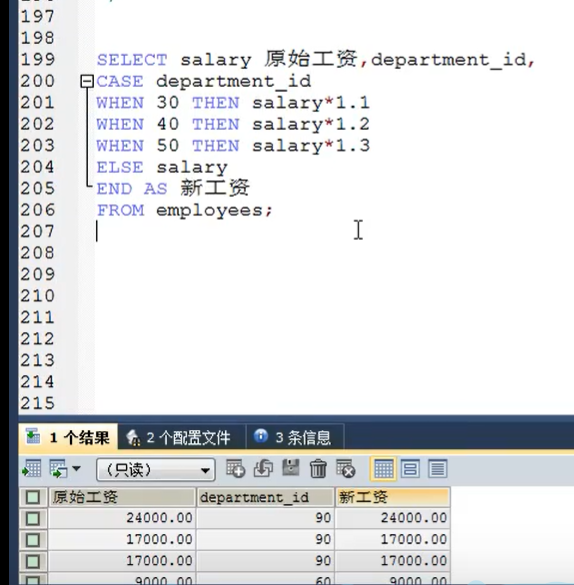 197
198
199 SELECT salary 原始工资,department_id,
200 CASE department_id
201 WHEN 30 THEN salary*1.1
202 WHEN 40 THEN salary*1.2
203 WHEN 50 THEN salary*1.3
204 ELSE salary
205 END AS 新工资
206 FROM employees;
207
208
209
210
211
212
213
214
215
1 个结果 2 个配置文件 3 条信息
(只读)
原始工资 department_id 新工资
24000.00 90 24000.00
17000.00 90 17000.00
17000.00 90 17000.00
9000.00 60 9000.00